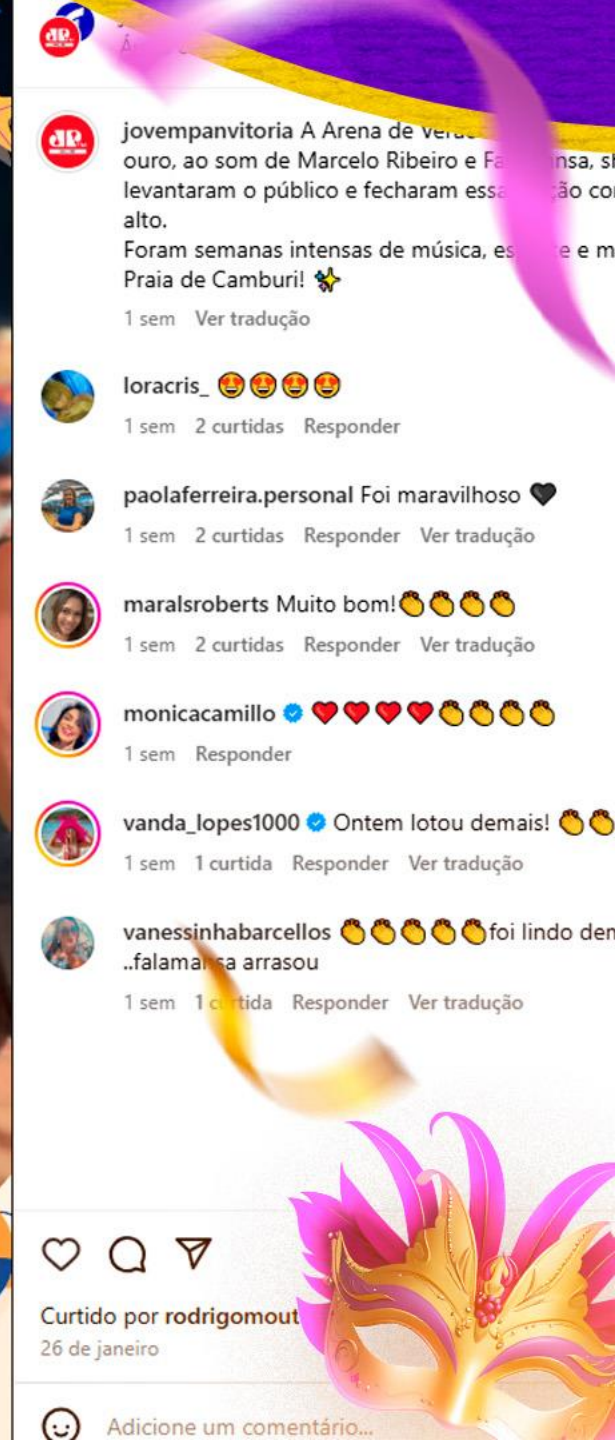 jovempanvitoria A Arena de
ouro, ao som de Marcelo Ribeiro e
levantaram o público e fecharam
alto.
Foram semanas intensas de música, e
Praia de Camburi! ✨
1 sem Ver tradução
loracris_ 😍😍😍😍
1 sem 2 curtidas Responder
paolaferreira.personal Foi maravilhoso 🖤
1 sem 2 curtidas Responder Ver tradução
maralsroberts Muito bom!👏👏👏👏
1 sem 2 curtidas Responder Ver tradução
monicacamillo ❤️❤️❤️❤️👏👏👏👏
1 sem Responder
vanda_lopes1000 Ontem lotou demais! 👏👏
1 sem 1 curtida Responder Ver tradução
vanessinhabarcellos 👏👏👏👏👏foi lindo
..falamansa arrasou
1 sem 1 curtida Responder Ver tradução
Curtido por rodrigomout
26 de janeiro
Adicione um comentário...